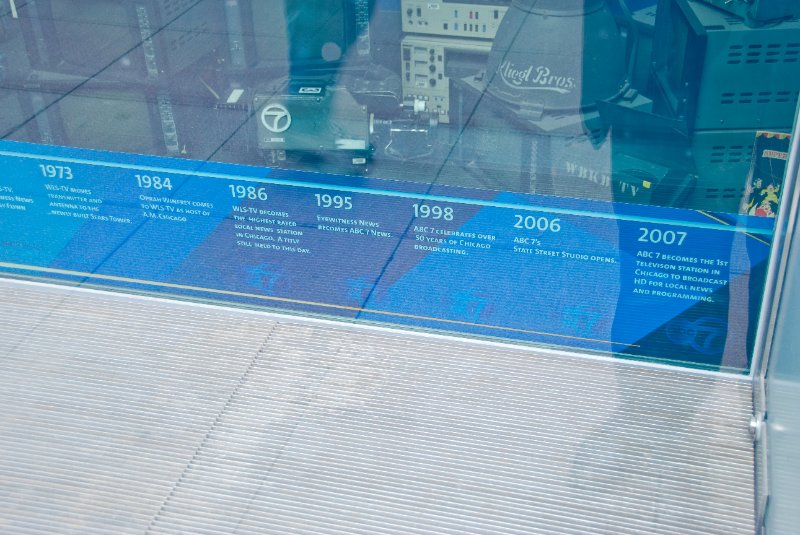 Kliegl Bros.
7
WBKB TV
1973
WLS-TV MOVES
TRANSMITTER AND
ANTENNA TO THE
NEWLY BUILT SEARS TOWER.
1984
OPRAH WINFREY COMES
TO WLS-TV AS HOST OF
A.M. CHICAGO
1986
WLS-TV BECOMES
THE HIGHEST RATED
LOCAL NEWS STATION
IN CHICAGO, A TITLE
STILL HELD TO THIS DAY.
1995
EYEWITNESS NEWS
BECOMES ABC 7 NEWS.
1998
ABC 7 CELEBRATES OVER
50 YEARS OF CHICAGO
BROADCASTING.
2006
ABC 7's
STATE STREET STUDIO OPENS.
2007
ABC 7 BECOMES THE 1ST
TELEVISON STATION IN
CHICAGO TO BROADCAST
HD FOR LOCAL NEWS
AND PROGRAMMING.